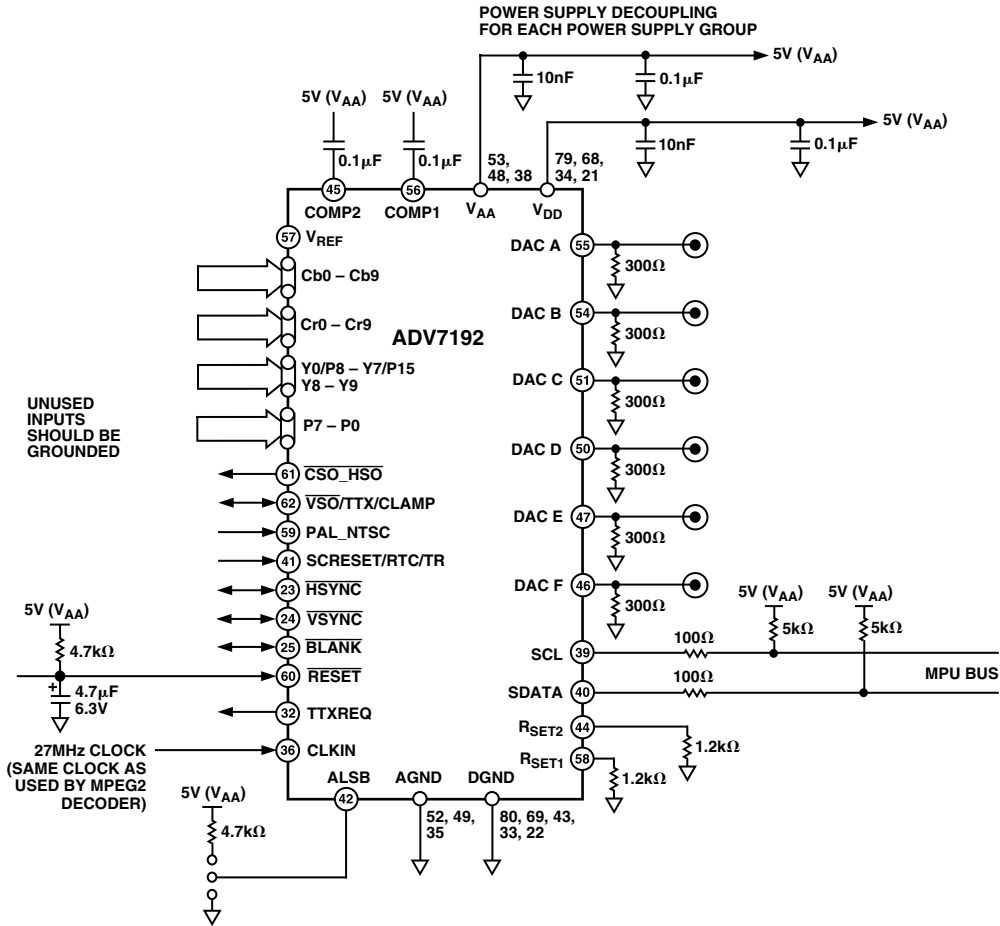 POWER SUPPLY DECOUPLING
FOR EACH POWER SUPPLY GROUP
5V (VAA)
10nF
0.1μF
5V (VAA)
5V (VAA)
5V (VAA)
0.1μF
0.1μF
10nF
0.1μF
53,
48, 38
79, 68,
34, 21
45
56
COMP2
COMP1
VAA
VDD
57
VREF
Cb0 – Cb9
Cr0 – Cr9
Y0/P8 – Y7/P15
Y8 – Y9
P7 – P0
ADV7192
UNUSED
INPUTS
SHOULD BE
GROUNDED
DAC A
55
300Ω
DAC B
54
300Ω
DAC C
51
300Ω
DAC D
50
300Ω
DAC E
47
300Ω
DAC F
46
300Ω
61
CSO_HSO
62
VSO/TTX/CLAMP
59
PAL_NTSC
41
SCRESET/RTC/TR
23
HSYNC
24
VSYNC
25
BLANK
60
RESET
32
TTXREQ
36
CLKIN
5V (VAA)
4.7kΩ
+
4.7μF
6.3V
27MHz CLOCK
(SAME CLOCK AS
USED BY MPEG2
DECODER)
5V (VAA)
5V (VAA)
5kΩ
5kΩ
SCL
39
100Ω
SDATA
40
100Ω
MPU BUS
RSET2
44
1.2kΩ
RSET1
58
1.2kΩ
ALSB
AGND
DGND
42
5V (VAA)
4.7kΩ
52, 49,
35
80, 69, 43,
33, 22